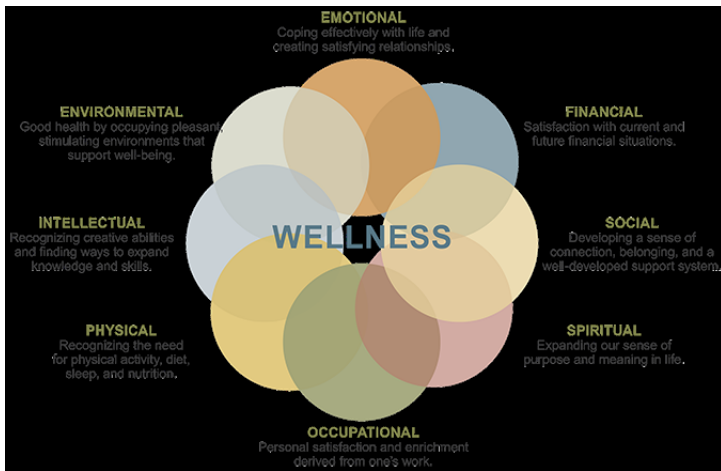 EMOTIONAL
Coping effectively with life and
creating satisfying relationships.
ENVIRONMENTAL
Good health by occupying pleasant,
stimulating environments that
support well-being.
FINANCIAL
Satisfaction with current and
future financial situations.
INTELLECTUAL
Recognizing creative abilities
and finding ways to expand
knowledge and skills.
WELLNESS
SOCIAL
Developing a sense of
connection, belonging, and a
well-developed support system.
PHYSICAL
Recognizing the need
for physical activity, diet,
sleep, and nutrition.
SPIRITUAL
Expanding our sense of
purpose and meaning in life.
OCCUPATIONAL
Personal satisfaction and enrichment
derived from one's work.